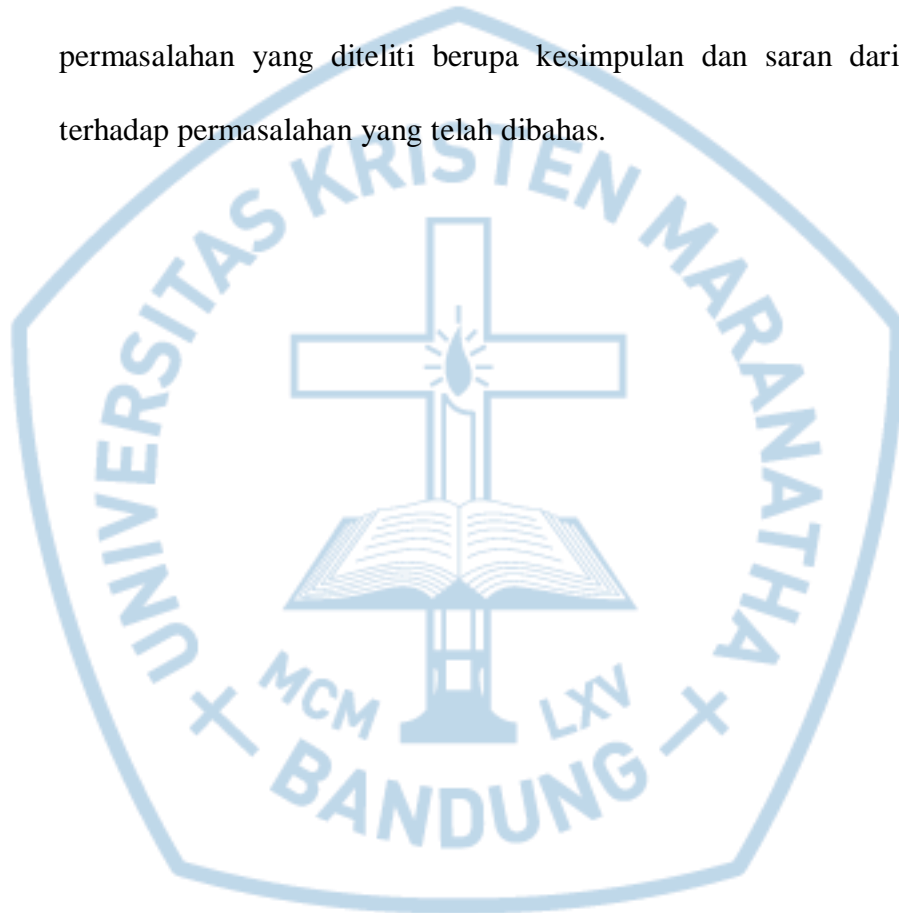 permasalahan yang diteliti berupa kesimpulan dan saran dari
terhadap permasalahan yang telah dibahas.
UNIVERSITAS KRISTEN MARANATHA
MCM LXV
BANDUNG